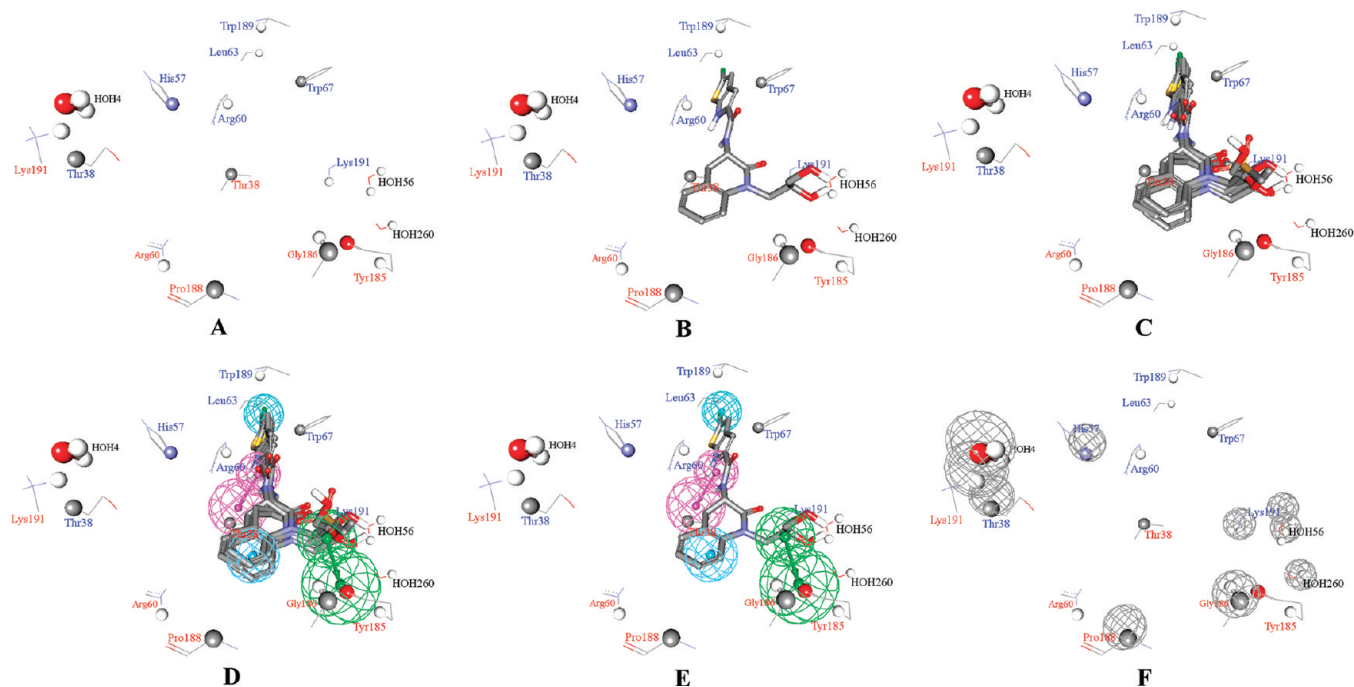 Trp189
Leu63
His57
Trp67
HOH4
Arg60
Lys191
Thr38
Lys191
Thr38
HOH56
HOH260
Arg60
Gly186
Tyr185
Pro188
A
Trp189
Leu63
His57
Trp67
HOH4
Arg60
Lys191
Thr38
Lys191
HOH56
HOH260
Arg60
Gly186
Tyr185
Pro188
B
Trp189
Leu63
His57
Trp67
HOH4
Arg60
Lys191
Thr38
Lys191
HOH56
HOH260
Arg60
Gly186
Tyr185
Pro188
C
Trp189
Leu63
His57
Trp67
HOH4
Arg60
Lys191
Thr38
Lys191
HOH56
HOH260
Arg60
Gly186
Tyr185
Pro188
D
Trp189
Leu63
His57
Trp67
HOH4
Arg60
Lys191
Thr38
Lys191
HOH56
HOH260
Arg60
Gly186
Tyr185
Pro188
E
Trp189
Leu63
His57
Trp67
HOH4
Arg60
Lys191
Thr38
Lys191
Thr38
HOH56
HOH260
Arg60
Gly186
Tyr185
Pro188
F